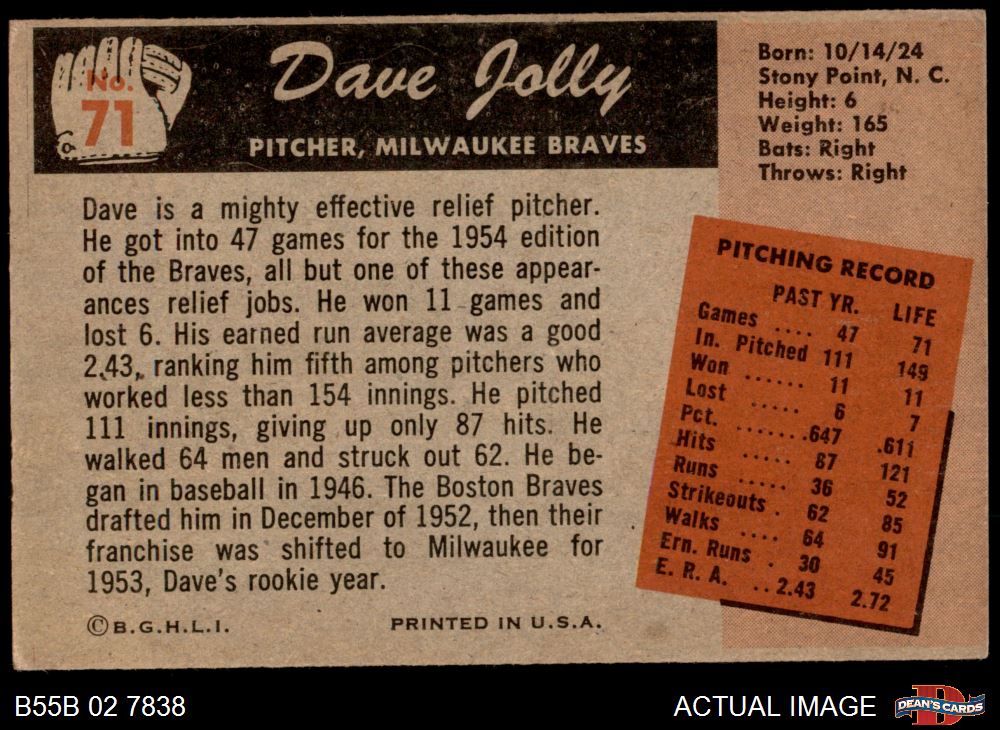 No.
71
Dave Jolly
PITCHER, MILWAUKEE BRAVES
Born: 10/14/24
Stony Point, N. C.
Height: 6
Weight: 165
Bats: Right
Throws: Right
Dave is a mighty effective relief pitcher.
He got into 47 games for the 1954 edition
of the Braves, all but one of these appear-
ances relief jobs. He won 11 games and
lost 6. His earned run average was a good
2.43, ranking him fifth among pitchers who
worked less than 154 innings. He pitched
111 innings, giving up only 87 hits. He
walked 64 men and struck out 62. He be-
gan in baseball in 1946. The Boston Braves
drafted him in December of 1952, then their
franchise was shifted to Milwaukee for
1953, Dave's rookie year.
© B.G.H.L.I.
PRINTED IN U.S.A.
PITCHING RECORD
PAST YR. LIFE
Games .... 47 71
In. Pitched 111 149
Won ...... 11 11
Lost ..... 6 7
Pct. .......647 .611
Hits ..... 87 121
Runs ..... 36 52
Strikeouts . 62 85
Walks .... 64 91
Ern. Runs . 30 45
E. R. A. ..2.43 2.72
B55B 02 7838
ACTUAL IMAGE
D
DEAN'S CARDS